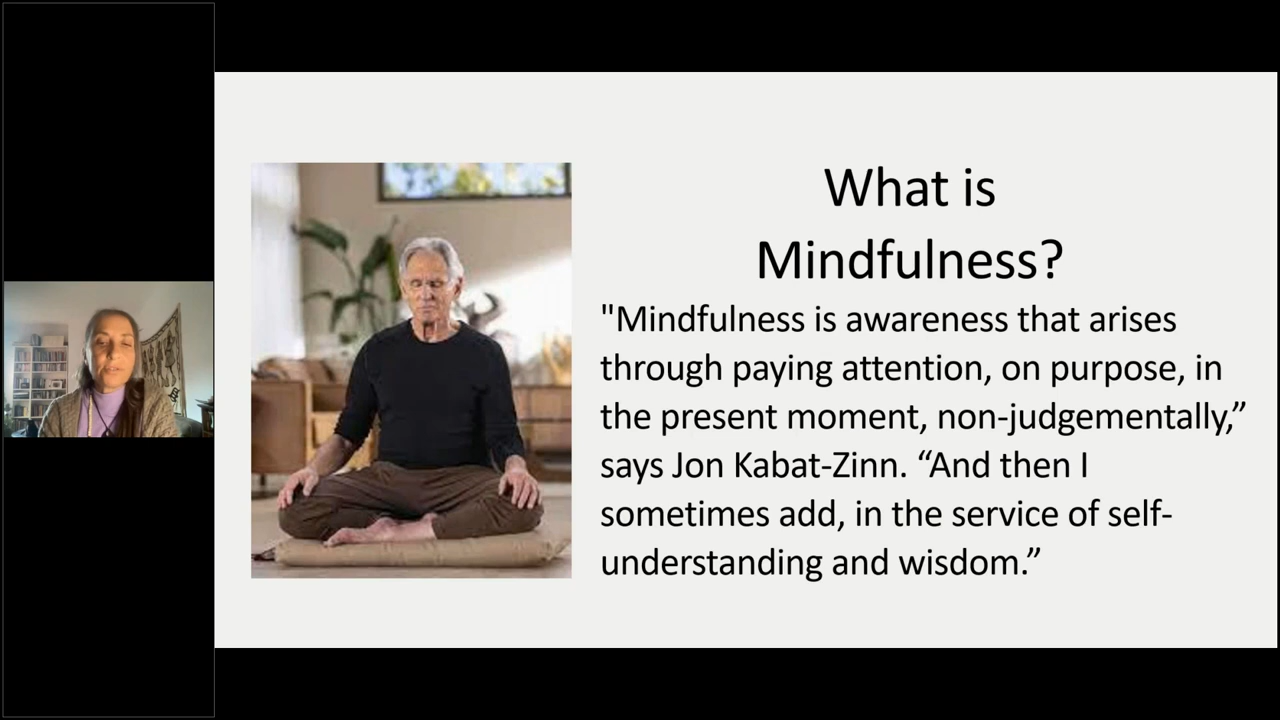 What is
Mindfulness?
"Mindfulness is awareness that arises
through paying attention, on purpose, in
the present moment, non-judgementally,”
says Jon Kabat-Zinn. “And then I
sometimes add, in the service of self-
understanding and wisdom.”